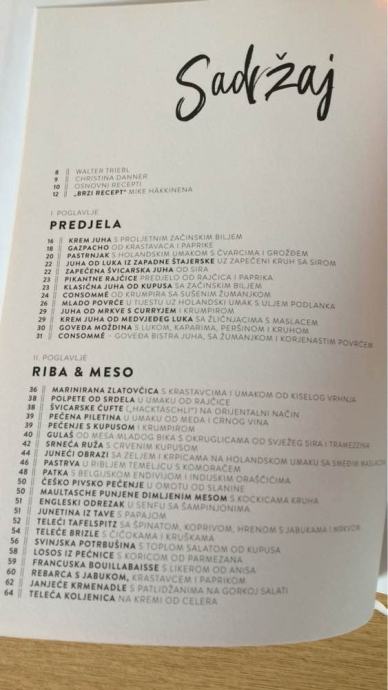 Sadržaj
8 || WALTER TRIEBL
9 || CHRISTINA DANNER
10 || OSNOVNI RECEPTI
12 || „BRZI RECEPT" MIKE HÄKKINENA
I. POGLAVLJE
PREDJELA
16 || KREM JUHA S PROLJETNIM ZAČINSKIM BILJEM
18 || GAZPACHO OD KRASTAVACA I PAPRIKE
20 || PASTRNJAK S HOLANDSKIM UMAKOM S ČVARCIMA I GROŽĐEM
22 || JUHA OD LUKA IZ ZAPADNE ŠTAJERSKE UZ ZAPEČENI KRUH SA SIROM
22 || ZAPEČENA ŠVICARSKA JUHA OD SIRA
23 || PIKANTNE RAJČICE PREDJELO OD RAJČICA I PAPRIKA
23 || KLASIČNA JUHA OD KUPUSA SA ZAČINSKIM BILJEM
24 || CONSOMMÉ OD KRUMPIRA SA SUŠENIM ŽUMANJKOM
26 || MLADO POVRĆE U TIJESTU UZ HOLANDSKI UMAK S ULJEM PODLANKA
29 || JUHA OD MRKVE S CURRYJEM I KRUMPIROM
29 || KREM JUHA OD MEDVJEĐEG LUKA SA ŽLIČNJACIMA S MASLACEM
30 || GOVEĐA MOŽDINA S LUKOM, KAPARIMA, PERŠINOM I KRUHOM
31 || CONSOMMÉ – GOVEĐA BISTRA JUHA, SA ŽUMANJKOM I KORJENASTIM POVRĆEM
II. POGLAVLJE
RIBA & MESO
36 || MARINIRANA ZLATOVČICA S KRASTAVCIMA I UMAKOM OD KISELOG VRHNJA
38 || POLPETE OD SRDELA U UMAKU OD RAJČICE
38 || ŠVICARSKE ĆUFTE („HACKTÄSCHLI") NA ORIJENTALNI NAČIN
39 || PEČENA PILETINA U UMAKU OD MEDA I CRNOG VINA
39 || PEČENJE S KUPUSOM I KRUMPIROM
40 || GULAŠ OD MESA MLADOG BIKA S OKRUGLICAMA OD SVJEŽEG SIRA I TRAMEZZINA
42 || SRNEĆA RUŽA S CRVENIM KUPUSOM
44 || JUNEĆI OBRAZI SA ZELJEM I KRPICAMA NA HOLANDSKOM UMAKU SA SMEĐIM MASLACEM
46 || PASTRVA U RIBLJEM TEMELJCU S KOMORAČEM
48 || PATKA S BELGIJSKOM ENDIVIJOM I INDIJSKIM ORAŠČIĆIMA
50 || ČEŠKO PIVSKO PEČENJE U OMOTU OD SLANINE
50 || MAULTASCHE PUNJENE DIMLJENIM MESOM S KOCKICAMA KRUHA
51 || ENGLESKI ODREZAK U SENFU SA ŠAMPINJONIMA
51 || JUNETINA IZ TAVE S PAPAJOM
52 || TELEĆI TAFELSPITZ SA ŠPINATOM, KOPRIVOM, HRENOM S JABUKAMA I MRKVOM
54 || TELEĆE BRIZLE S ČIČOKAMA I KRUŠKAMA
56 || SVINJSKA POTRBUŠINA S TOPLOM SALATOM OD KUPUSA
58 || LOSOS IZ PEĆNICE S KORICOM OD PARMEZANA
59 || FRANCUSKA BOUILLABAISSE S LIKEROM OD ANISA
60 || REBARCA S JABUKOM, KRASTAVCEM I PAPRIKOM
62 || JANJEĆE KRMENADLE S PATLIDŽANIMA NA GORKOJ SALATI
64 || TELEĆA KOLJENICA NA KREMI OD CELERA